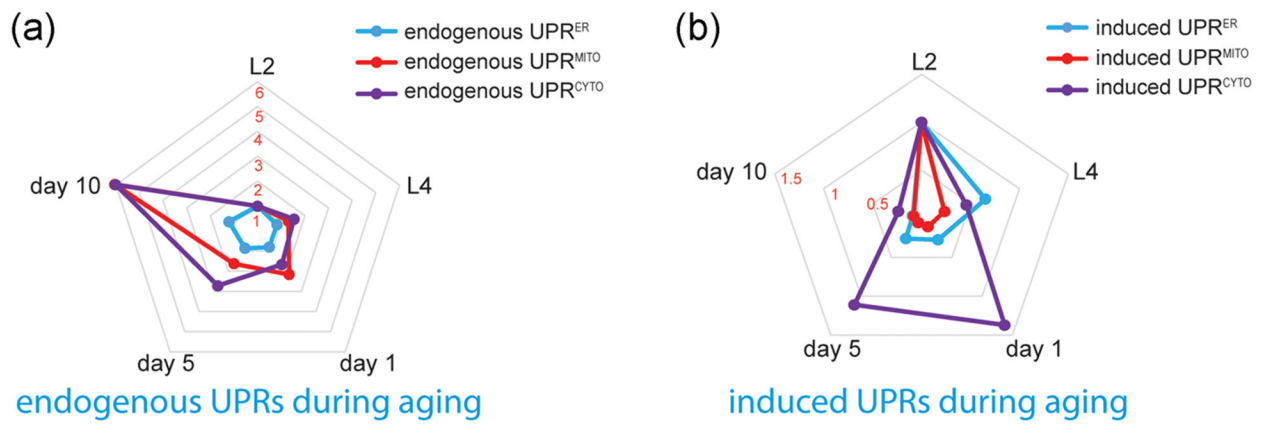 (a)
endogenous UPRᴱᴿ
endogenous UPRᴹᴵᵀᴼ
endogenous UPRᶜʸᵀᴼ
L2
6
5
4
3
2
1
L4
day 10
day 5
day 1
endogenous UPRs during aging
(b)
induced UPRᴱᴿ
induced UPRᴹᴵᵀᴼ
induced UPRᶜʸᵀᴼ
L2
L4
day 10
1.5
1
0.5
day 5
day 1
induced UPRs during aging